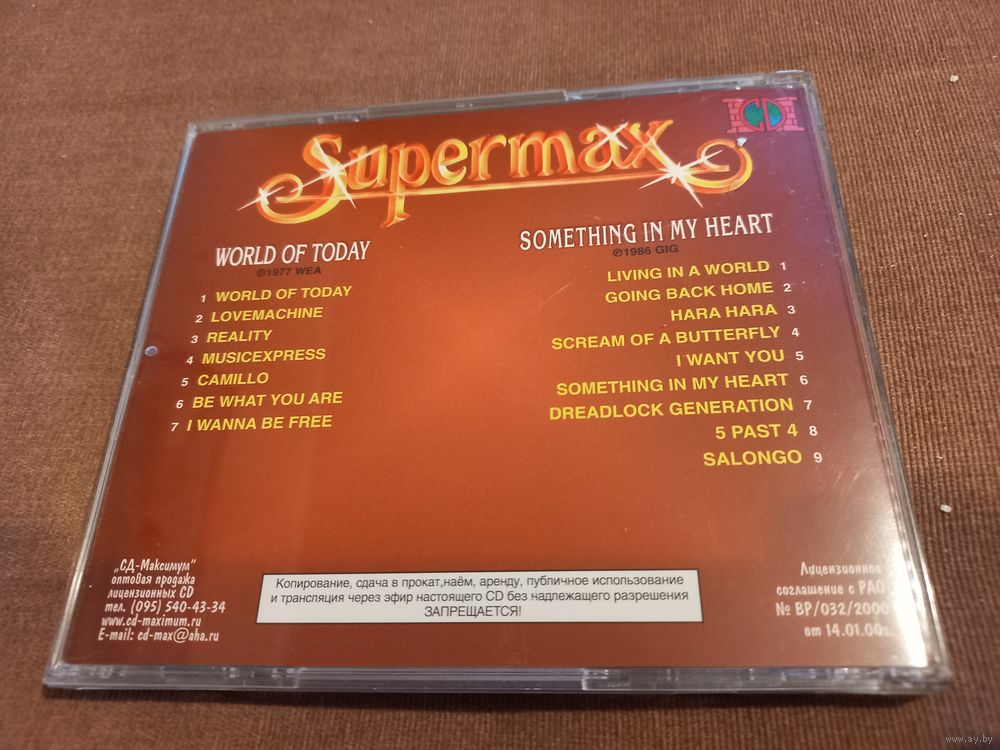 Supermax
CD
WORLD OF TODAY
℗1977 WEA
1 WORLD OF TODAY
2 LOVEMACHINE
3 REALITY
4 MUSICEXPRESS
5 CAMILLO
6 BE WHAT YOU ARE
7 I WANNA BE FREE
SOMETHING IN MY HEART
℗1986 GIG
LIVING IN A WORLD 1
GOING BACK HOME 2
HARA HARA 3
SCREAM OF A BUTTERFLY 4
I WANT YOU 5
SOMETHING IN MY HEART 6
DREADLOCK GENERATION 7
5 PAST 4 8
SALONGO 9
„СД-Максимум"
оптовая продажа
лицензионных CD
тел. (095) 540-43-34
www.cd-maximum.ru
E-mail: cd-max@aha.ru
Копирование, сдача в прокат,наём, аренду, публичное использование
и трансляция через эфир настоящего CD без надлежащего разрешения
ЗАПРЕЩАЕТСЯ!
Лицензионное
соглашение с РАО
№ ВР/032/2000
от 14.01.00г.
www.ay.by